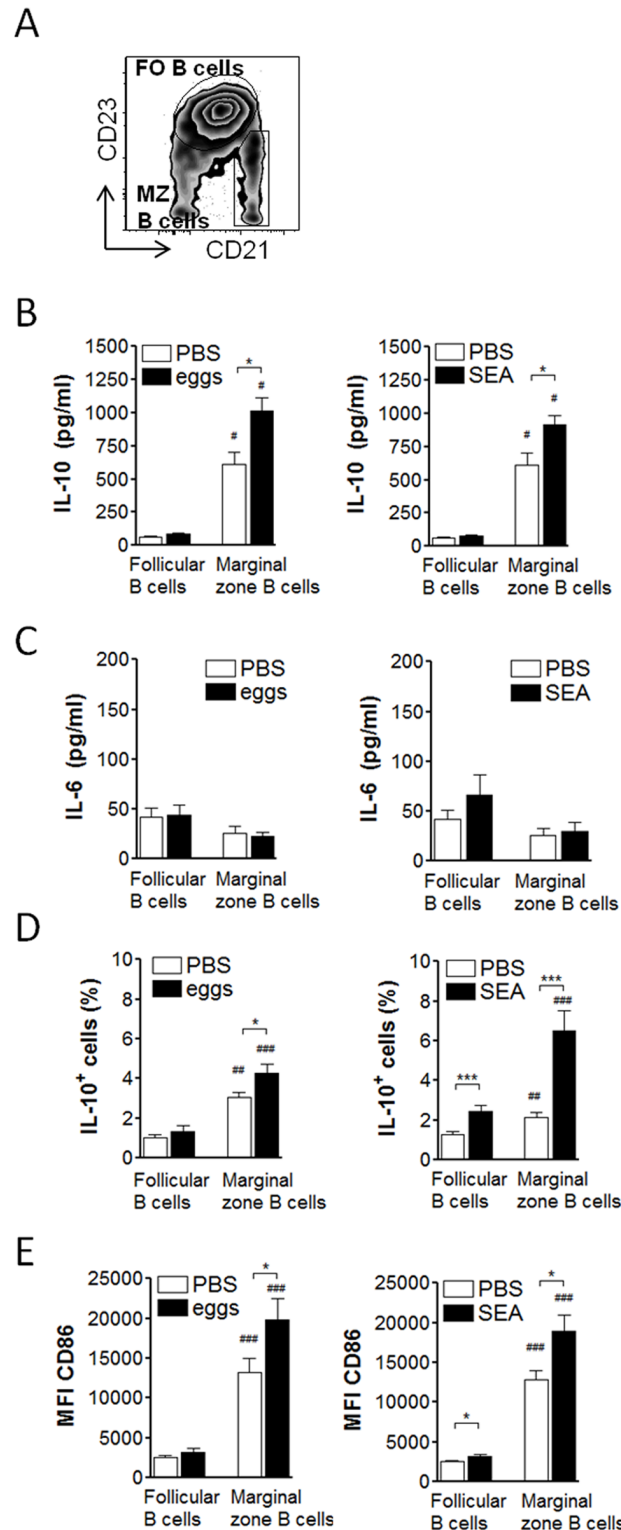 A
FO B cells
CD23
MZ
B cells
CD21
B
1500
1250
1000
750
500
250
0
IL-10 (pg/ml)
PBS
eggs
*
#
#
Follicular
B cells
Marginal
zone B cells
1500
1250
1000
750
500
250
0
IL-10 (pg/ml)
PBS
SEA
*
#
#
Follicular
B cells
Marginal
zone B cells
C
200
150
100
50
0
IL-6 (pg/ml)
PBS
eggs
Follicular
B cells
Marginal
zone B cells
200
150
100
50
0
IL-6 (pg/ml)
PBS
SEA
Follicular
B cells
Marginal
zone B cells
D
10
8
6
4
2
0
IL-10+ cells (%)
PBS
eggs
*
##
###
Follicular
B cells
Marginal
zone B cells
10
8
6
4
2
0
IL-10+ cells (%)
PBS
SEA
***
***
##
###
Follicular
B cells
Marginal
zone B cells
E
25000
20000
15000
10000
5000
0
MFI CD86
PBS
eggs
*
###
###
Follicular
B cells
Marginal
zone B cells
25000
20000
15000
10000
5000
0
MFI CD86
PBS
SEA
*
*
###
###
Follicular
B cells
Marginal
zone B cells